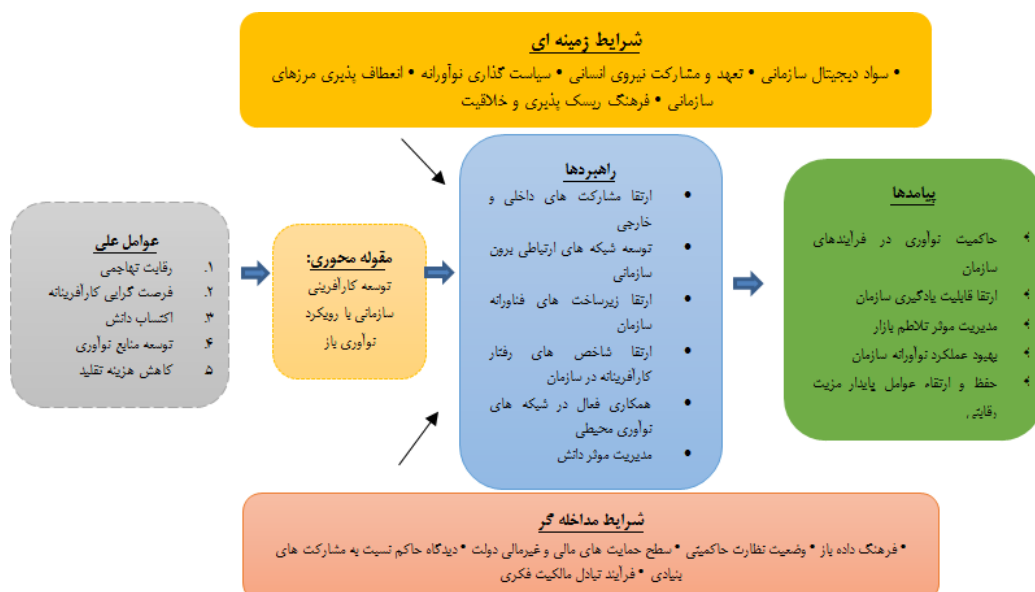 شرایط زمینه ای
• سواد دیجیتال سازمانی • تعهد و مشارکت نیروی انسانی • سیاست گذاری نوآورانه • انعطاف پذیری مرزهای
سازمانی • فرهنگ ریسک پذیری و خلاقیت
عوامل علی
۱. رقابت تهاجمی
۲. فرصت گرایی کارآفرینانه
۳. اکتساب دانش
۴. توسعه منابع نوآوری
۵. کاهش هزینه تقلید
مقوله محوری:
توسعه کارآفرینی
سازمانی با رویکرد
نوآوری باز
راهبردها
• ارتقا مشارکت های داخلی و
خارجی
• توسعه شبکه های ارتباطی برون
سازمانی
• ارتقا زیرساخت های فناورانه
سازمان
• ارتقا شاخص های رفتار
کارآفرینانه در سازمان
• همکاری فعال در شبکه های
نوآوری محیطی
• مدیریت موثر دانش
پیامدها
حاکمیت نوآوری در فرآیندهای
سازمان
ارتقا قابلیت یادگیری سازمان
مدیریت موثر تلاطم بازار
بهبود عملکرد نوآورانه سازمان
حفظ و ارتقاء عوامل پایدار مزیت
رقابتی
شرایط مداخله گر
• فرهنگ داده باز • وضعیت نظارت حاکمیتی • سطح حمایت های مالی و غیرمالی دولت • دیدگاه حاکم نسبت به مشارکت های
بنیادی • فرآیند تبادل مالکیت فکری